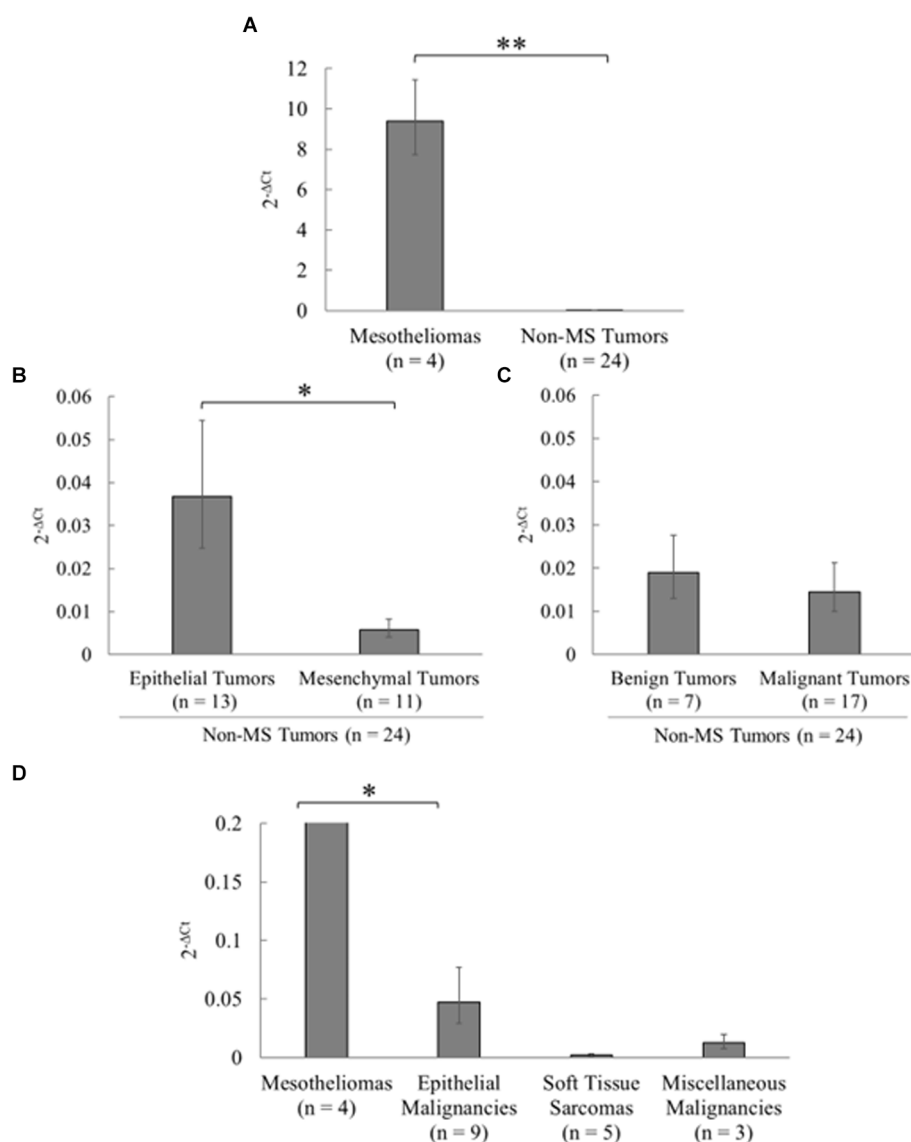 A
**
12
10
8
6
4
2
0
2-ΔCt
Mesotheliomas
(n = 4)
Non-MS Tumors
(n = 24)
B
*
0.06
0.05
0.04
0.03
0.02
0.01
0
2-ΔCt
Epithelial Tumors
(n = 13)
Mesenchymal Tumors
(n = 11)
Non-MS Tumors (n = 24)
C
0.06
0.05
0.04
0.03
0.02
0.01
0
2-ΔCt
Benign Tumors
(n = 7)
Malignant Tumors
(n = 17)
Non-MS Tumors (n = 24)
D
*
0.2
0.15
0.1
0.05
0
2-ΔCt
Mesotheliomas
(n = 4)
Epithelial
Malignancies
(n = 9)
Soft Tissue
Sarcomas
(n = 5)
Miscellaneous
Malignancies
(n = 3)